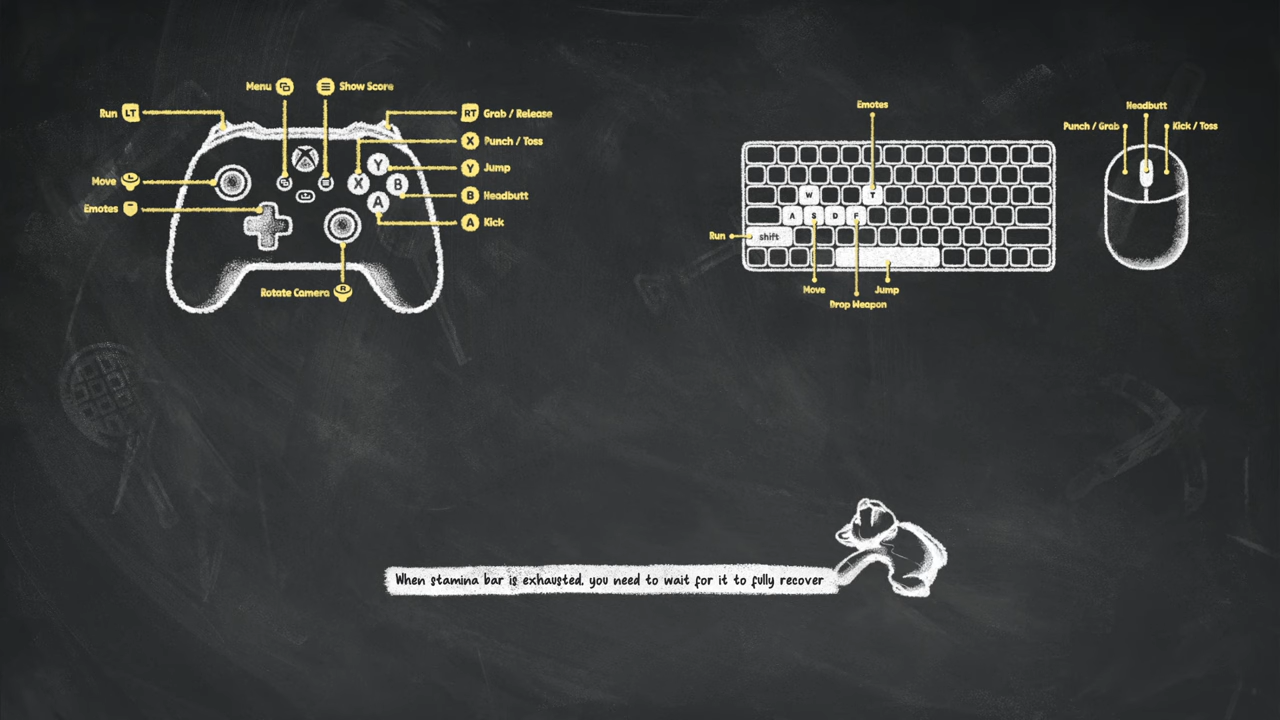 Menu
Show Score
Run LT
RT Grab / Release
X Punch / Toss
Y Jump
B Headbutt
A Kick
Move L
Emotes
Y
X B
A
Rotate Camera R
Emotes
W T
A S D F
Run shift
Move Jump
Drop Weapon
Headbutt
Punch / Grab Kick / Toss
When stamina bar is exhausted, you need to wait for it to fully recover